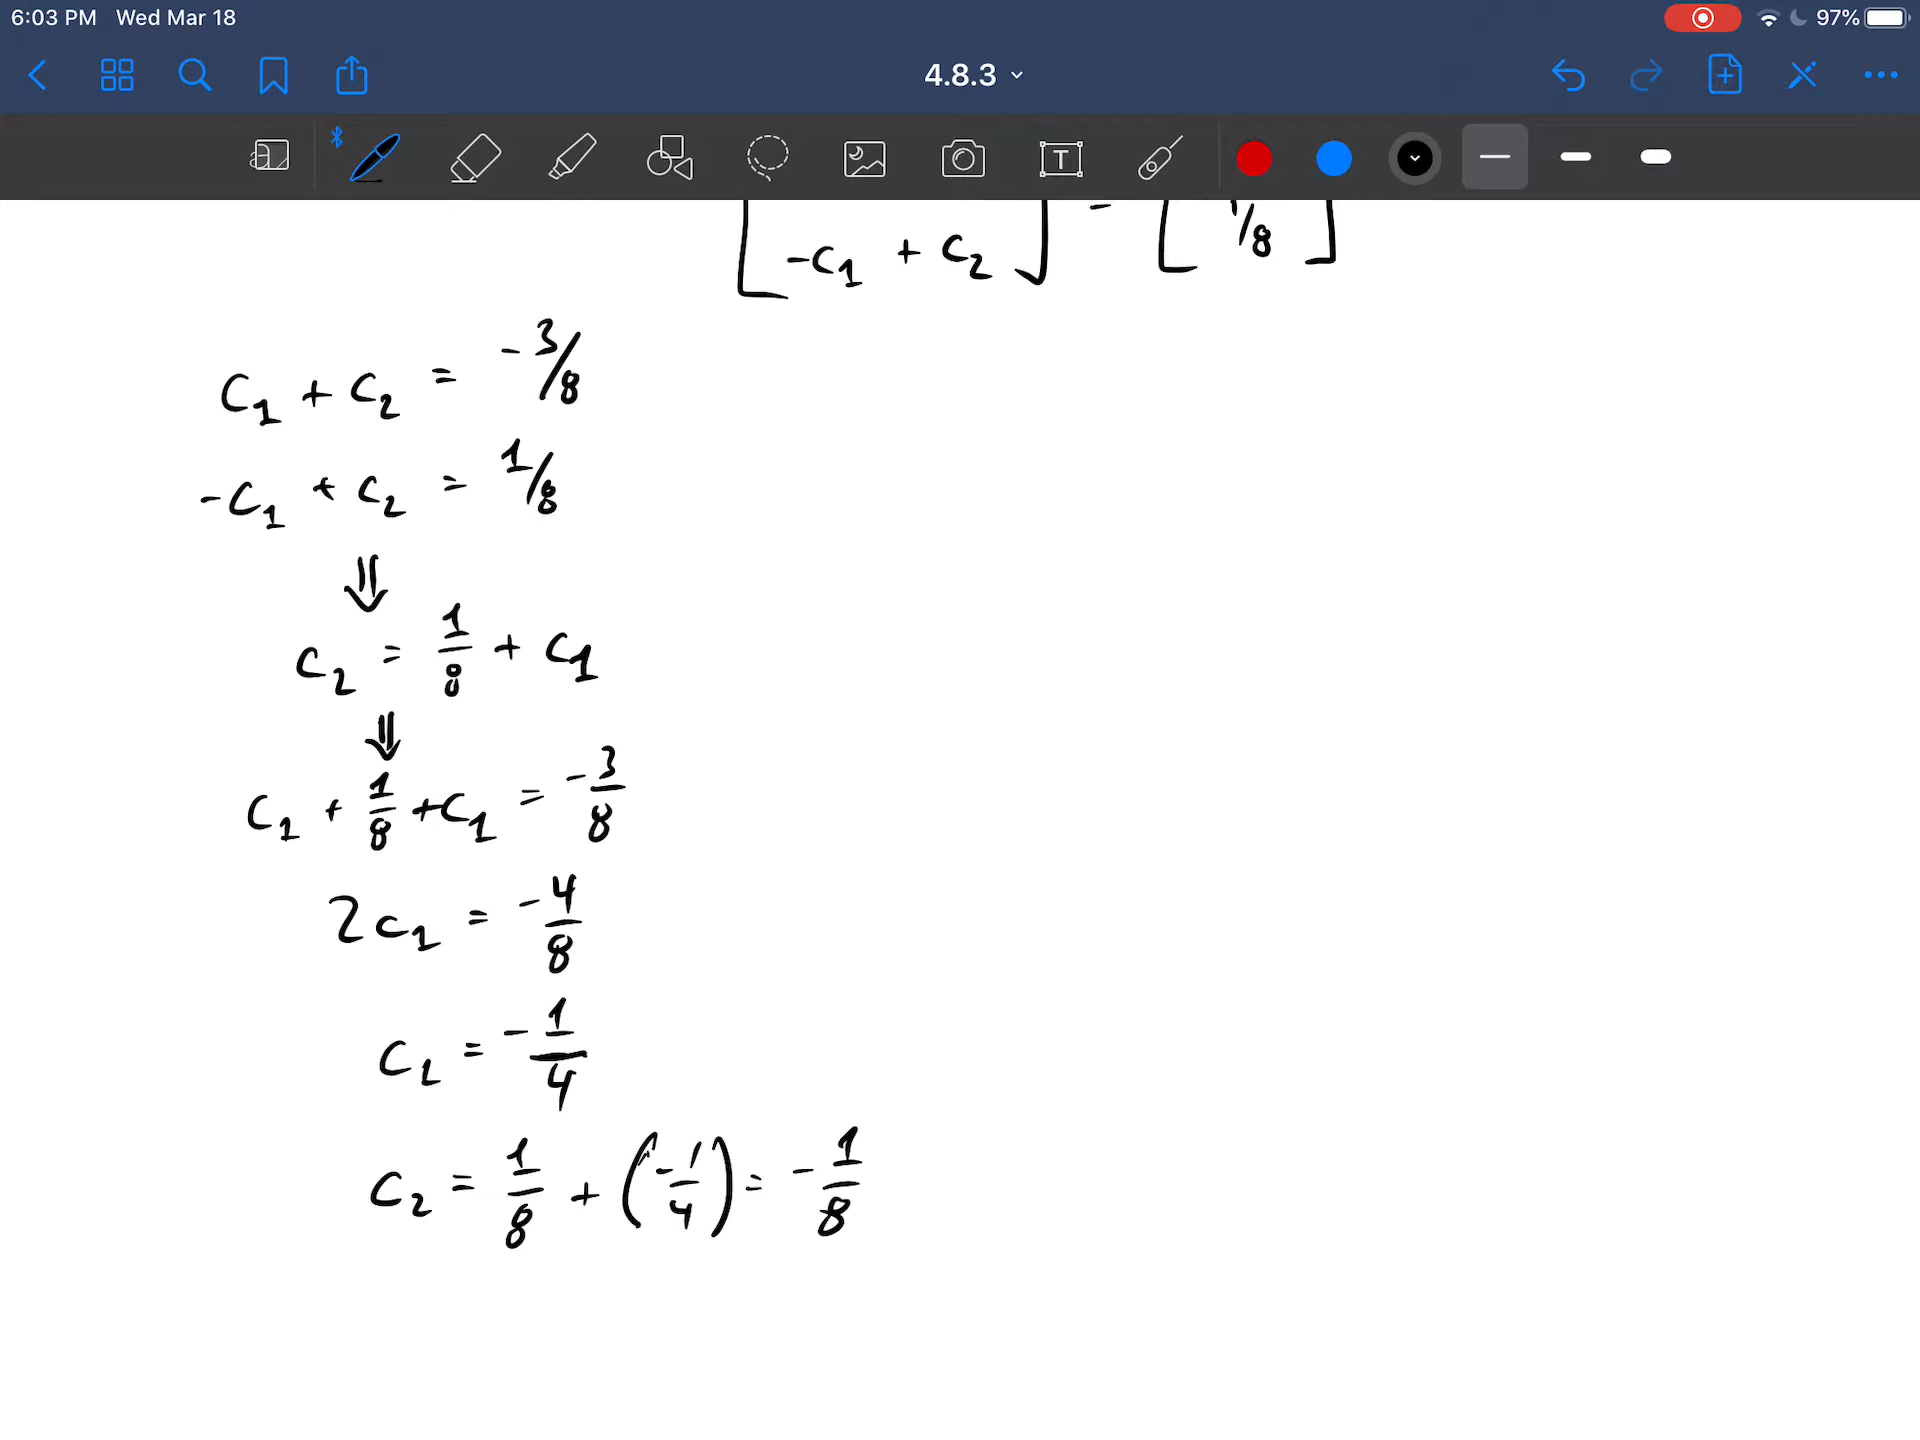 6:03 PM Wed Mar 18 97%
4.8.3
T
-c₁ + c₂ = 1/8
c₁ + c₂ = -3/8
-c₁ + c₂ = 1/8
⇓
c₂ = 1/8 + c₁
⇓
c₁ + 1/8 + c₁ = -3/8
2c₁ = -4/8
c₁ = -1/4
c₂ = 1/8 + (-1/4) = -1/8